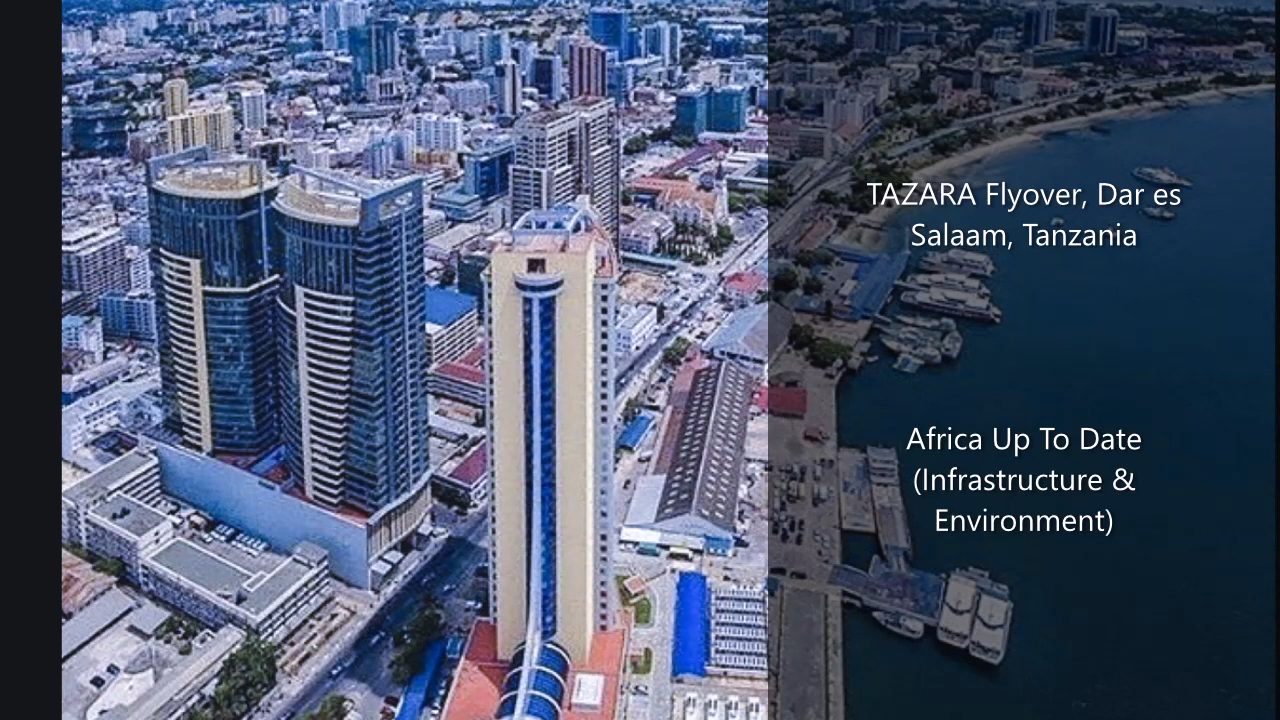 TAZARA Flyover, Dar es
Salaam, Tanzania
Africa Up To Date
(Infrastructure &
Environment)